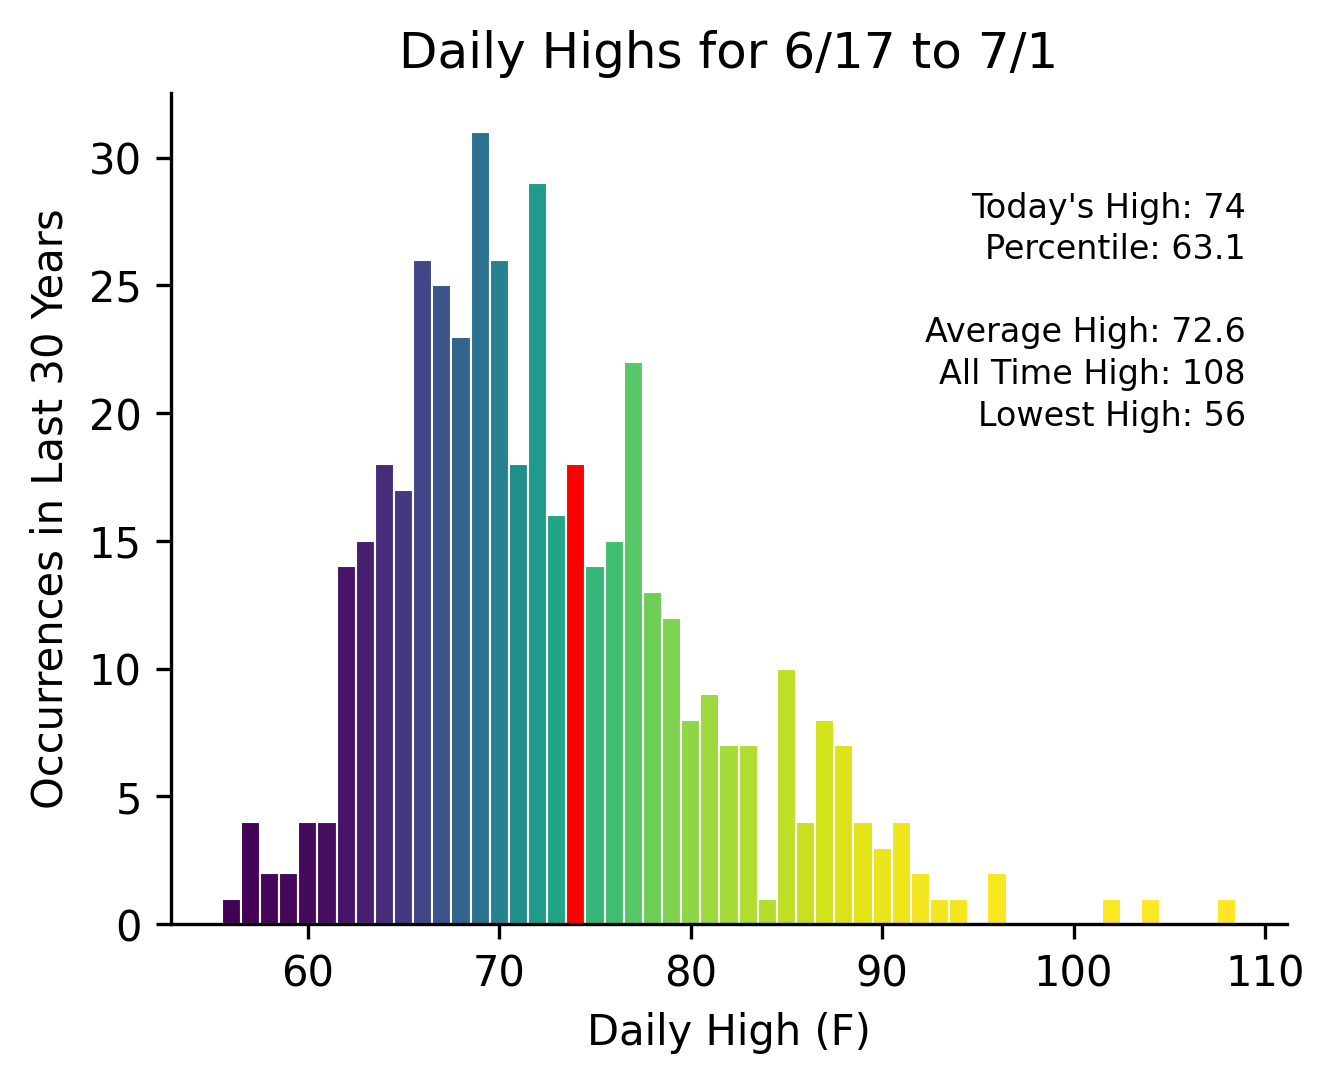 Daily Highs for 6/17 to 7/1
Occurrences in Last 30 Years
30
25
20
15
10
5
0
Today's High: 74
Percentile: 63.1
Average High: 72.6
All Time High: 108
Lowest High: 56
60 70 80 90 100 110
Daily High (F)